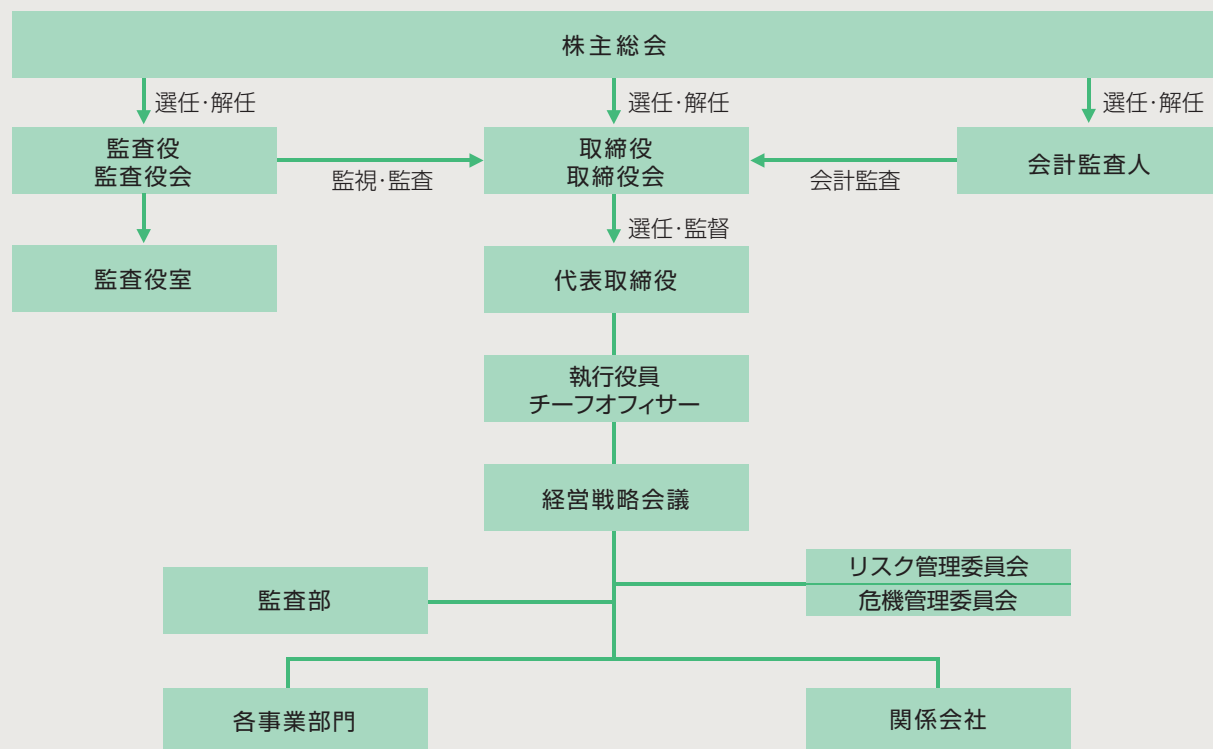 株主総会
選任･解任
選任･解任
選任･解任
監査役
監査役会
監視･監査
取締役
取締役会
会計監査
会計監査人
選任･監督
監査役室
代表取締役
執行役員
チーフオフィサー
経営戦略会議
リスク管理委員会
危機管理委員会
監査部
各事業部門
関係会社